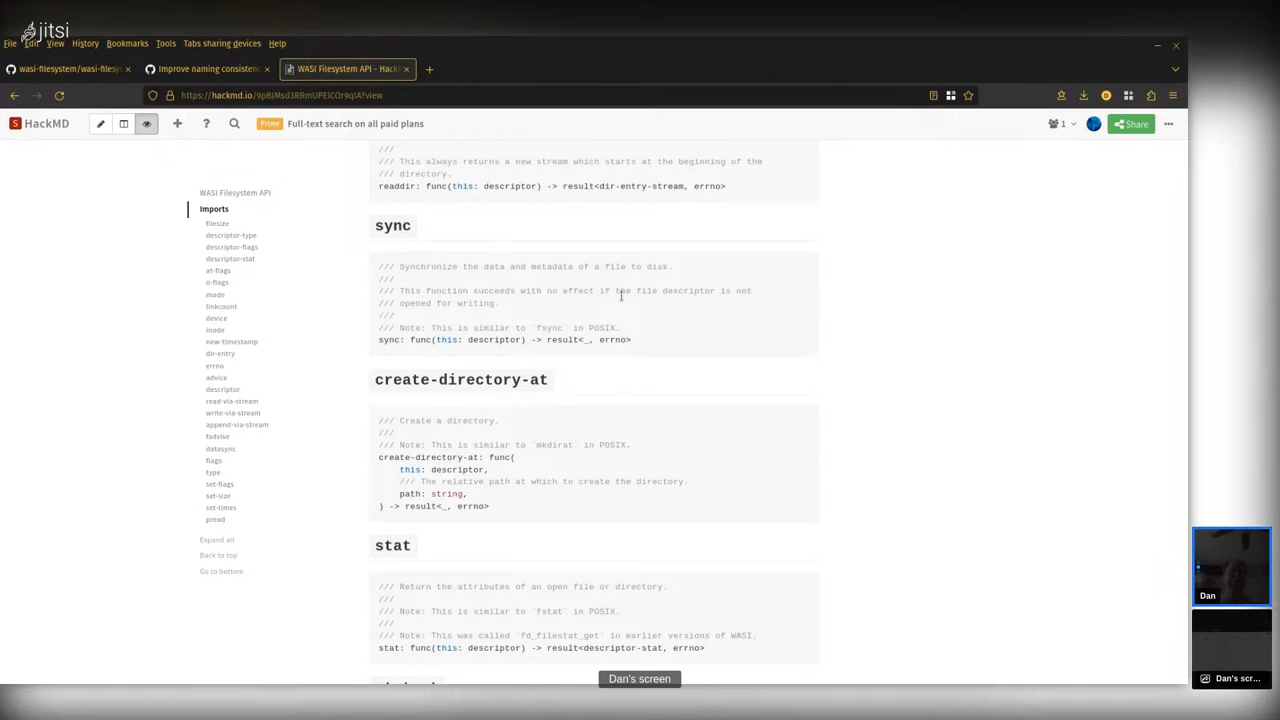 jitsi
File Edit View History Bookmarks Tools Tabs sharing devices Help
wasi-filesystem/wasi-filesy
Improve naming consistenc
WASI Filesystem API - Hack
https://hackmd.io/9pBJMsd3RRmUPElCOr9qIA?view
HackMD
Prime Full-text search on all paid plans
1
Share
WASI Filesystem API
Imports
filesize
descriptor-type
descriptor-flags
descriptor-stat
at-flags
o-flags
mode
linkcount
device
inode
new-timestamp
dir-entry
errno
advice
descriptor
read-via-stream
write-via-stream
append-via-stream
fadvise
datasync
flags
type
set-flags
set-size
set-times
pread
Expand all
Back to top
Go to bottom
///
/// This always returns a new stream which starts at the beginning of the
/// directory.
readdir: func(this: descriptor) -> result<dir-entry-stream, errno>
sync
/// Synchronize the data and metadata of a file to disk.
///
/// This function succeeds with no effect if the file descriptor is not
/// opened for writing.
///
/// Note: This is similar to `fsync` in POSIX.
sync: func(this: descriptor) -> result<_, errno>
create-directory-at
/// Create a directory.
///
/// Note: This is similar to `mkdirat` in POSIX.
create-directory-at: func(
this: descriptor,
/// The relative path at which to create the directory.
path: string,
) -> result<_, errno>
stat
/// Return the attributes of an open file or directory.
///
/// Note: This is similar to `fstat` in POSIX.
///
/// Note: This was called `fd_filestat_get` in earlier versions of WASI.
stat: func(this: descriptor) -> result<descriptor-stat, errno>
Dan's screen
Dan
Dan's scr...